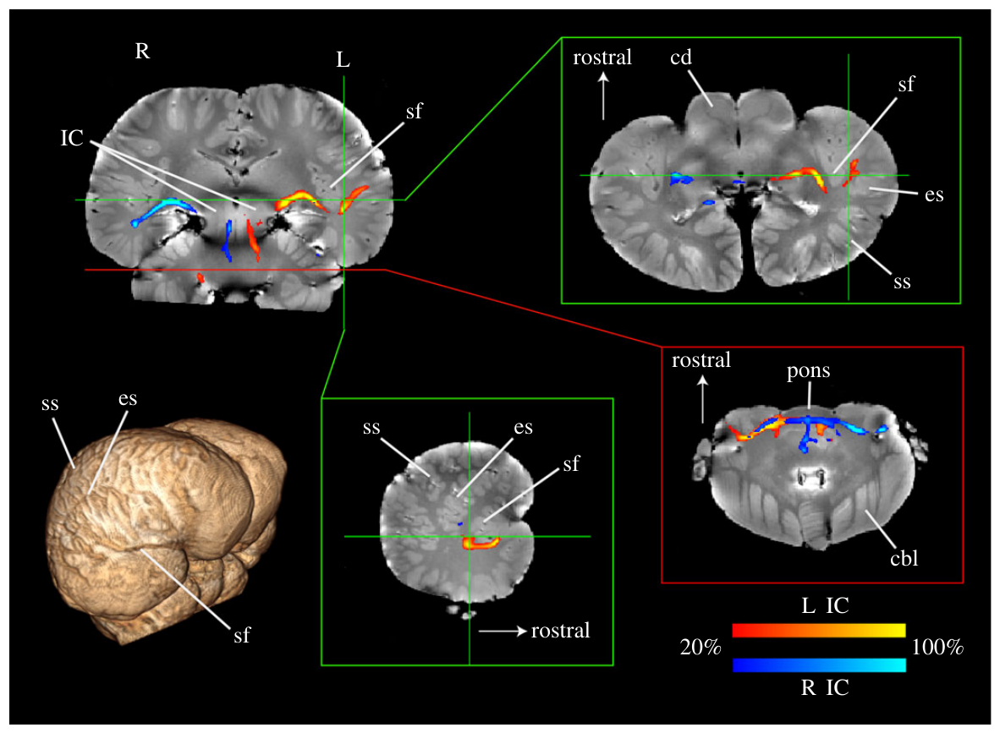 R
L
sf
IC
rostral
cd
sf
es
ss
rostral
pons
cbl
ss
es
sf
ss
es
sf
rostral
L IC
20%
100%
R IC